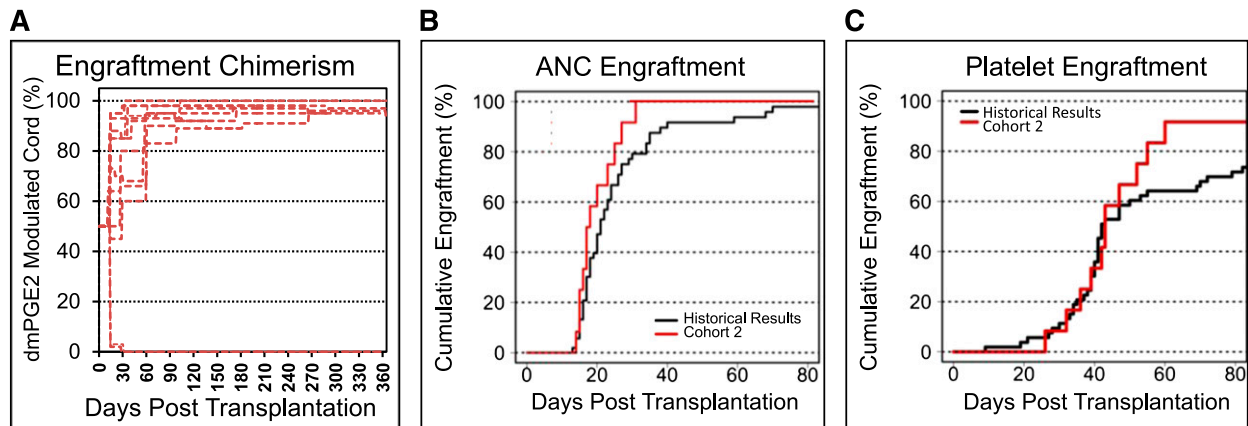 A
Engraftment Chimerism
dmPGE2 Modulated Cord (%)
100
80
60
40
20
0
0 30 60 90 120 150 180 210 240 270 300 330 360
Days Post Transplantation
B
ANC Engraftment
Cumulative Engraftment (%)
100
80
60
40
20
0
Historical Results
Cohort 2
0 20 40 60 80
Days Post Transplantation
C
Platelet Engraftment
Cumulative Engraftment (%)
100
80
60
40
20
0
Historical Results
Cohort 2
0 20 40 60 80
Days Post Transplantation